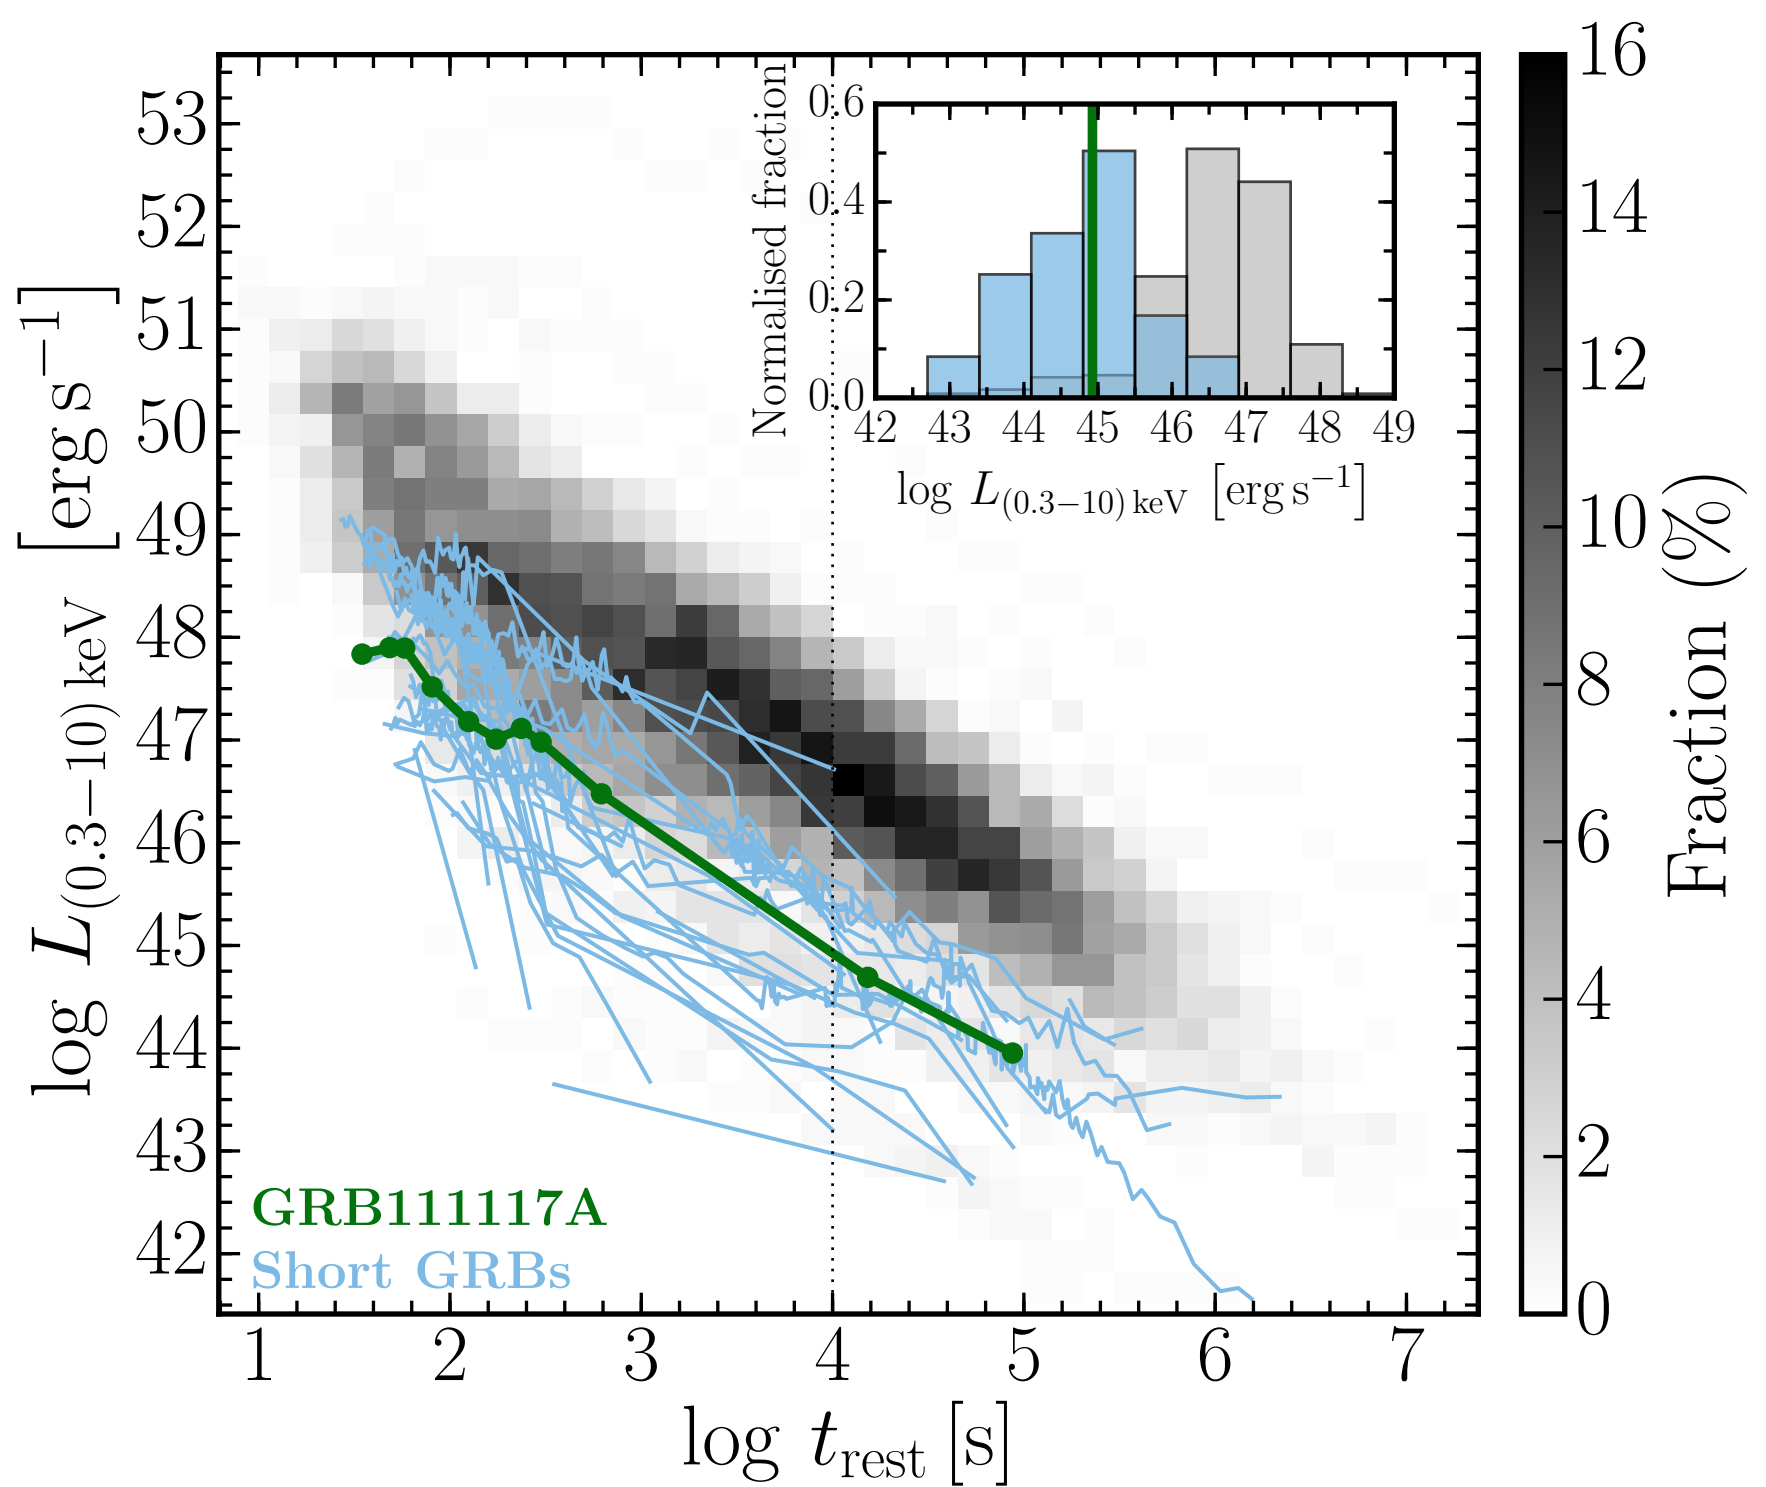 log L(0.3−10) keV [erg s−1]
53
52
51
50
49
48
47
46
45
44
43
42
1 2 3 4 5 6 7
log trest [s]
GRB111117A
Short GRBs
Normalised fraction
0.6
0.4
0.2
0.0
42 43 44 45 46 47 48 49
log L(0.3−10) keV [erg s−1]
16
14
12
10
8
6
4
2
0
Fraction (%)